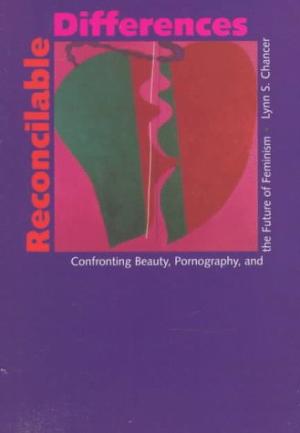 Reconcilable
Differences
Confronting Beauty, Pornography, and
the Future of Feminism · Lynn S. Chancer